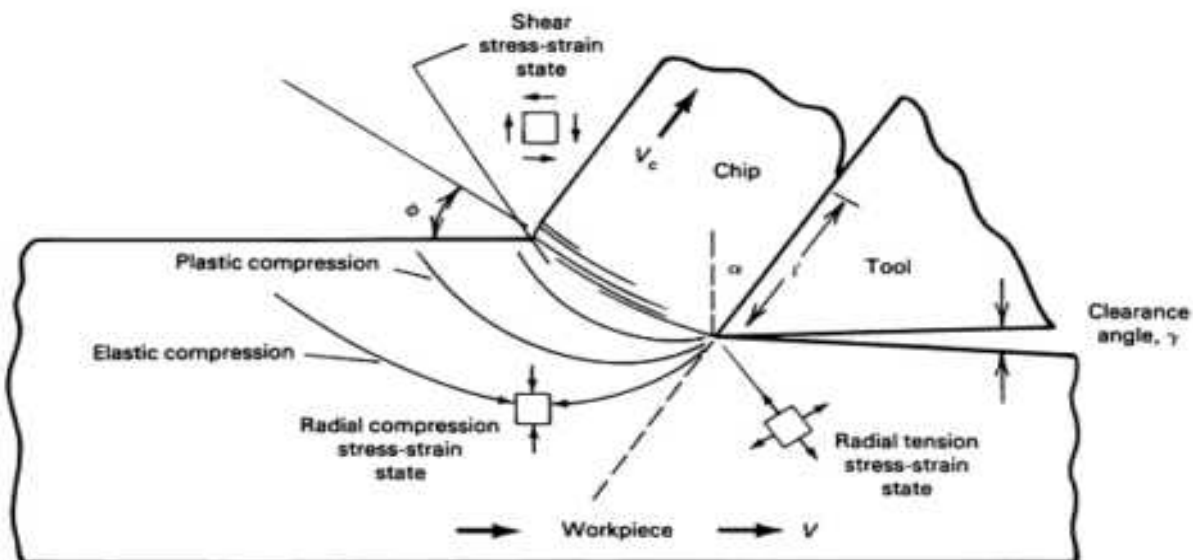 Shear
stress-strain
state
V_c
Chip
ϕ
Plastic compression
α
l
Tool
Clearance
angle, γ
Elastic compression
Radial compression
stress-strain
state
Radial tension
stress-strain
state
Workpiece
V